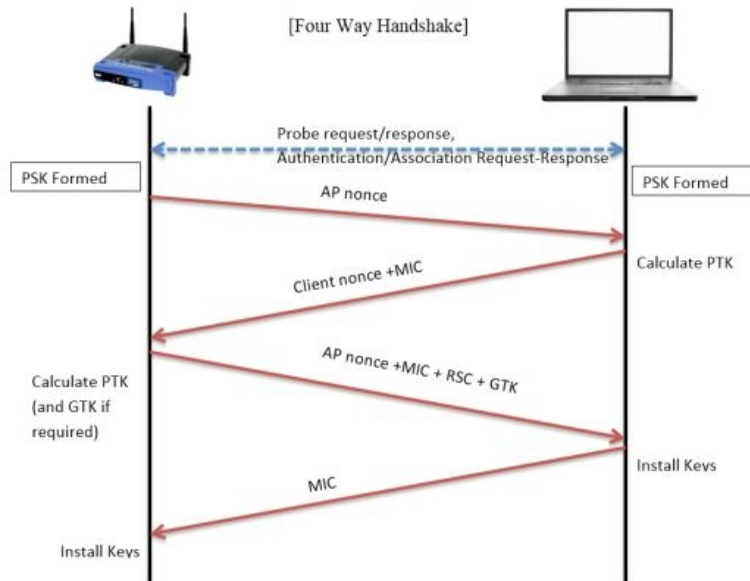 [Four Way Handshake]
Probe request/response,
Authentication/Association Request-Response
PSK Formed
PSK Formed
AP nonce
Calculate PTK
Client nonce +MIC
AP nonce +MIC + RSC + GTK
Calculate PTK
(and GTK if
required)
Install Keys
MIC
Install Keys